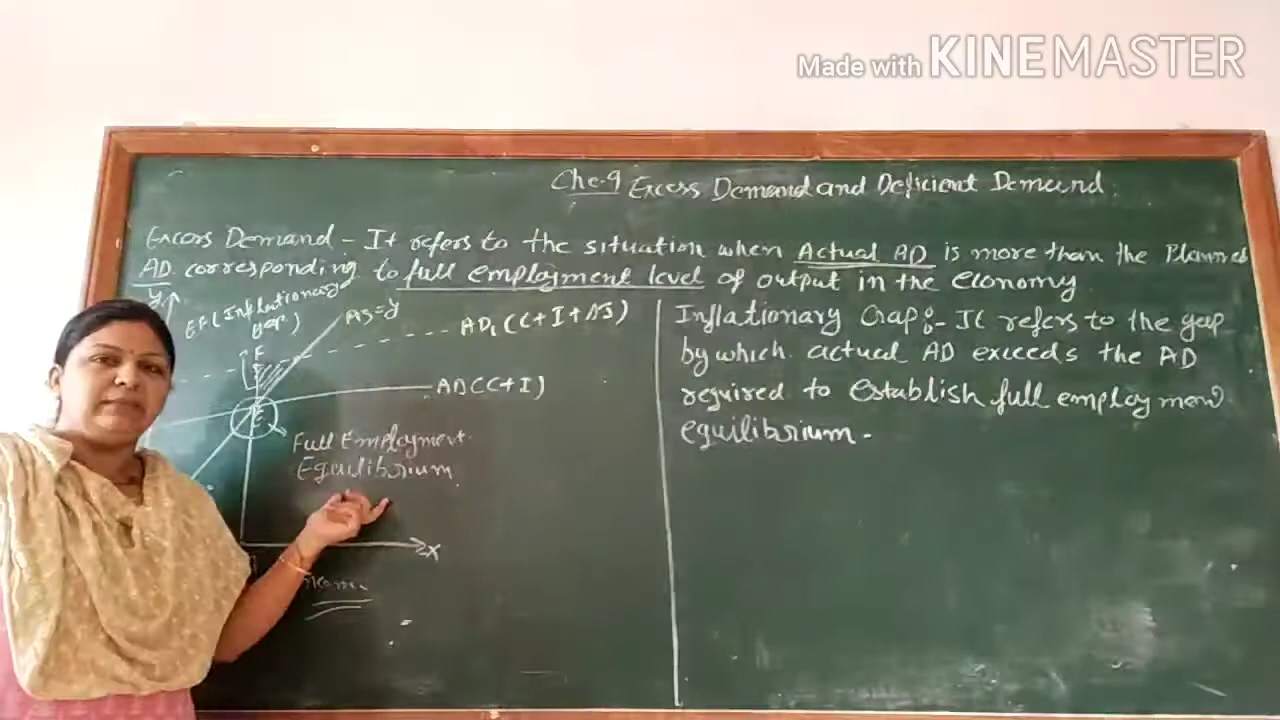 Made with KINEMASTER
Ch-9 Excess Demand and Deficient Demand
Excess Demand - It refers to the situation when Actual AD is more than the Planned
AD corresponding to full employment level of output in the economy
Y
EF (Inflationary
gap)
AS=Y
AD1 (C+I+ΔI)
F
AD (C+I)
E
Full Employment
Equilibrium
X
Inflationary Gap:- It refers to the gap
by which actual AD exceeds the AD
required to establish full employment
equilibrium.